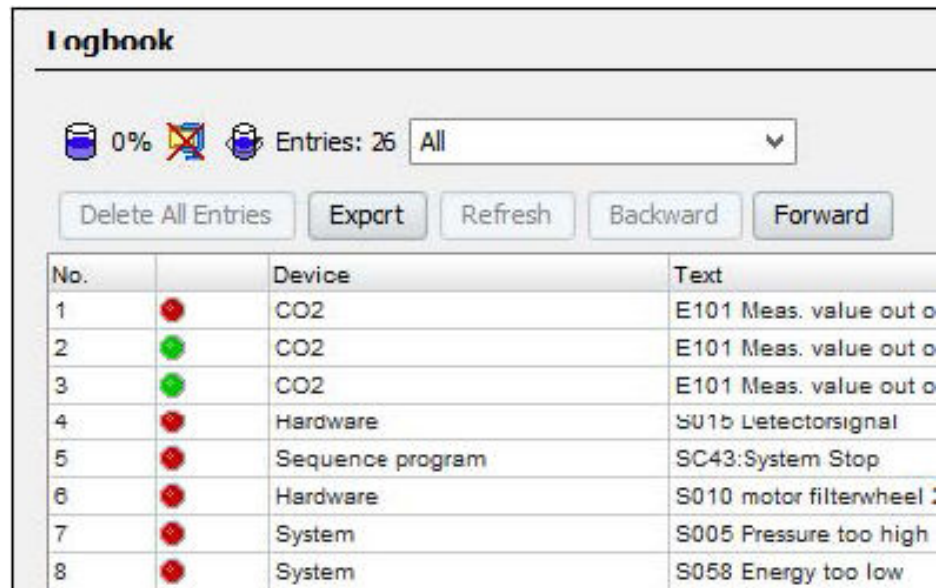 Logbook
0% Entries: 26 All
Delete All Entries Export Refresh Backward Forward
No. Device Text
1 CO2 E101 Meas. value out o
2 CO2 E101 Meas. value out o
3 CO2 E101 Meas. value out o
4 Hardware S015 Detectorsignal
5 Sequence program SC43:System Stop
6 Hardware S010 motor filterwheel 2
7 System S005 Pressure too high
8 System S058 Energy too low